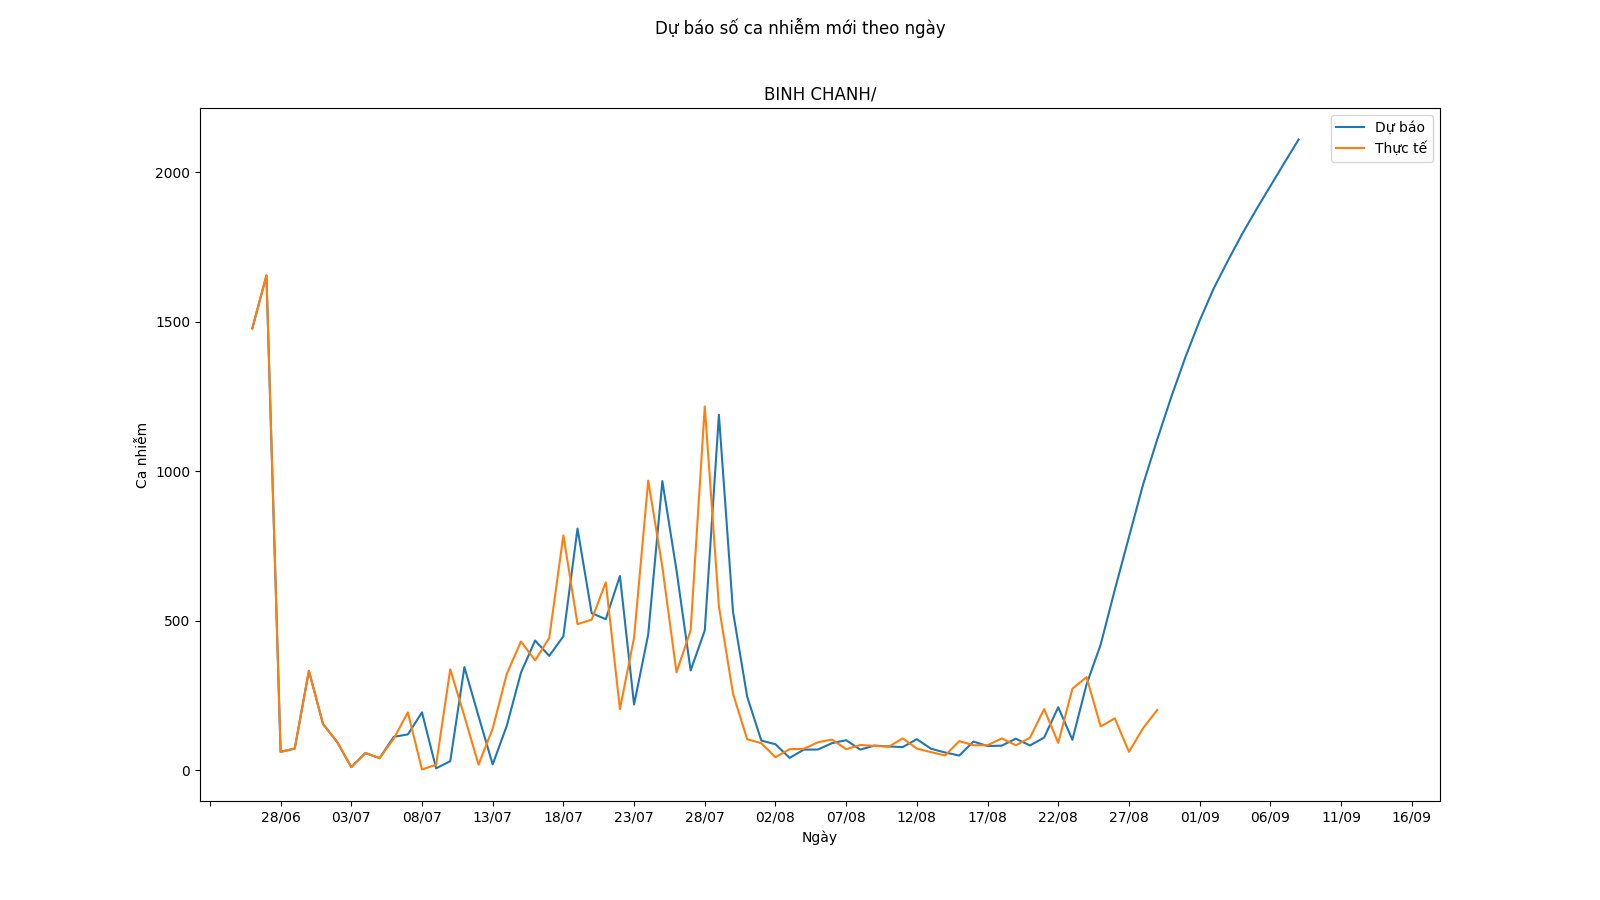 Dự báo số ca nhiễm mới theo ngày
BINH CHANH/
Dự báo
Thực tế
2000
1500
1000
500
0
Ca nhiễm
28/06 03/07 08/07 13/07 18/07 23/07 28/07 02/08 07/08 12/08 17/08 22/08 27/08 01/09 06/09 11/09 16/09
Ngày